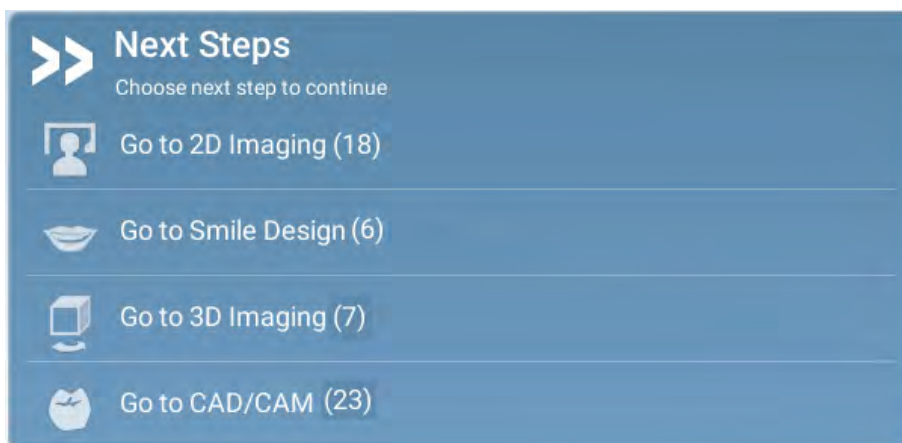 Next Steps
Choose next step to continue
Go to 2D Imaging (18)
Go to Smile Design (6)
Go to 3D Imaging (7)
Go to CAD/CAM (23)